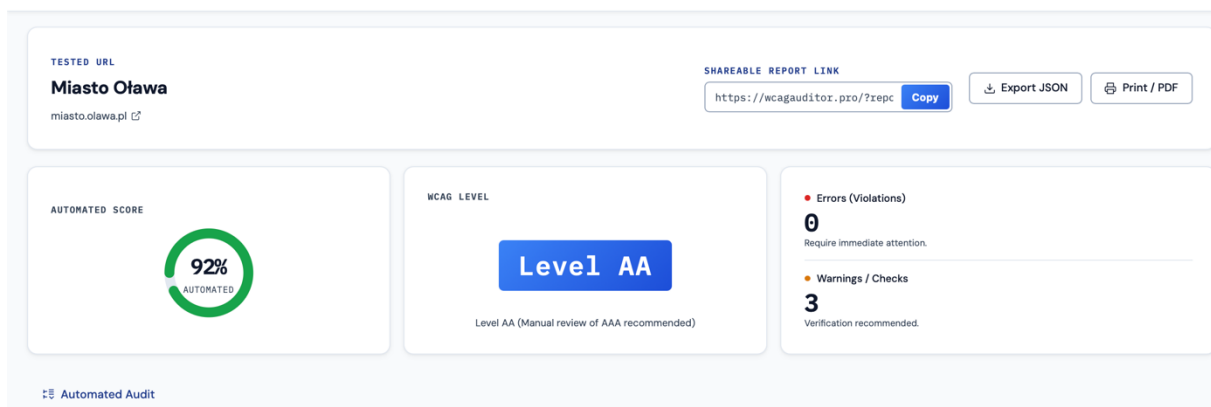 TESTED URL
Miasto Oława
miasto.olawa.pl
SHAREABLE REPORT LINK
https://wcagauditor.pro/?repc
Copy
Export JSON
Print / PDF
AUTOMATED SCORE
92%
AUTOMATED
WCAG LEVEL
Level AA
Level AA (Manual review of AAA recommended)
Errors (Violations)
0
Require immediate attention.
Warnings / Checks
3
Verification recommended.
Automated Audit